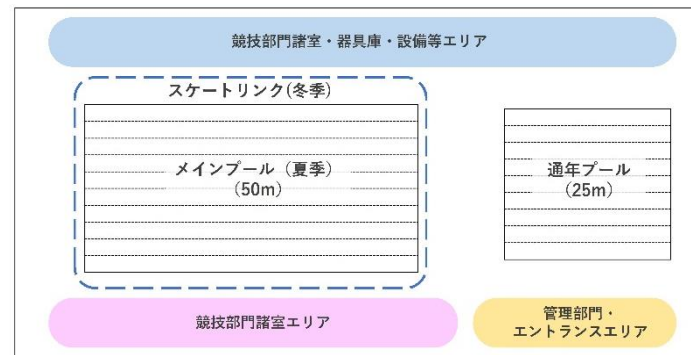 競技部門諸室・器具庫・設備等エリア
スケートリンク(冬季)
メインプール（夏季）
(50m)
通年プール
(25m)
競技部門諸室エリア
管理部門・
エントランスエリア